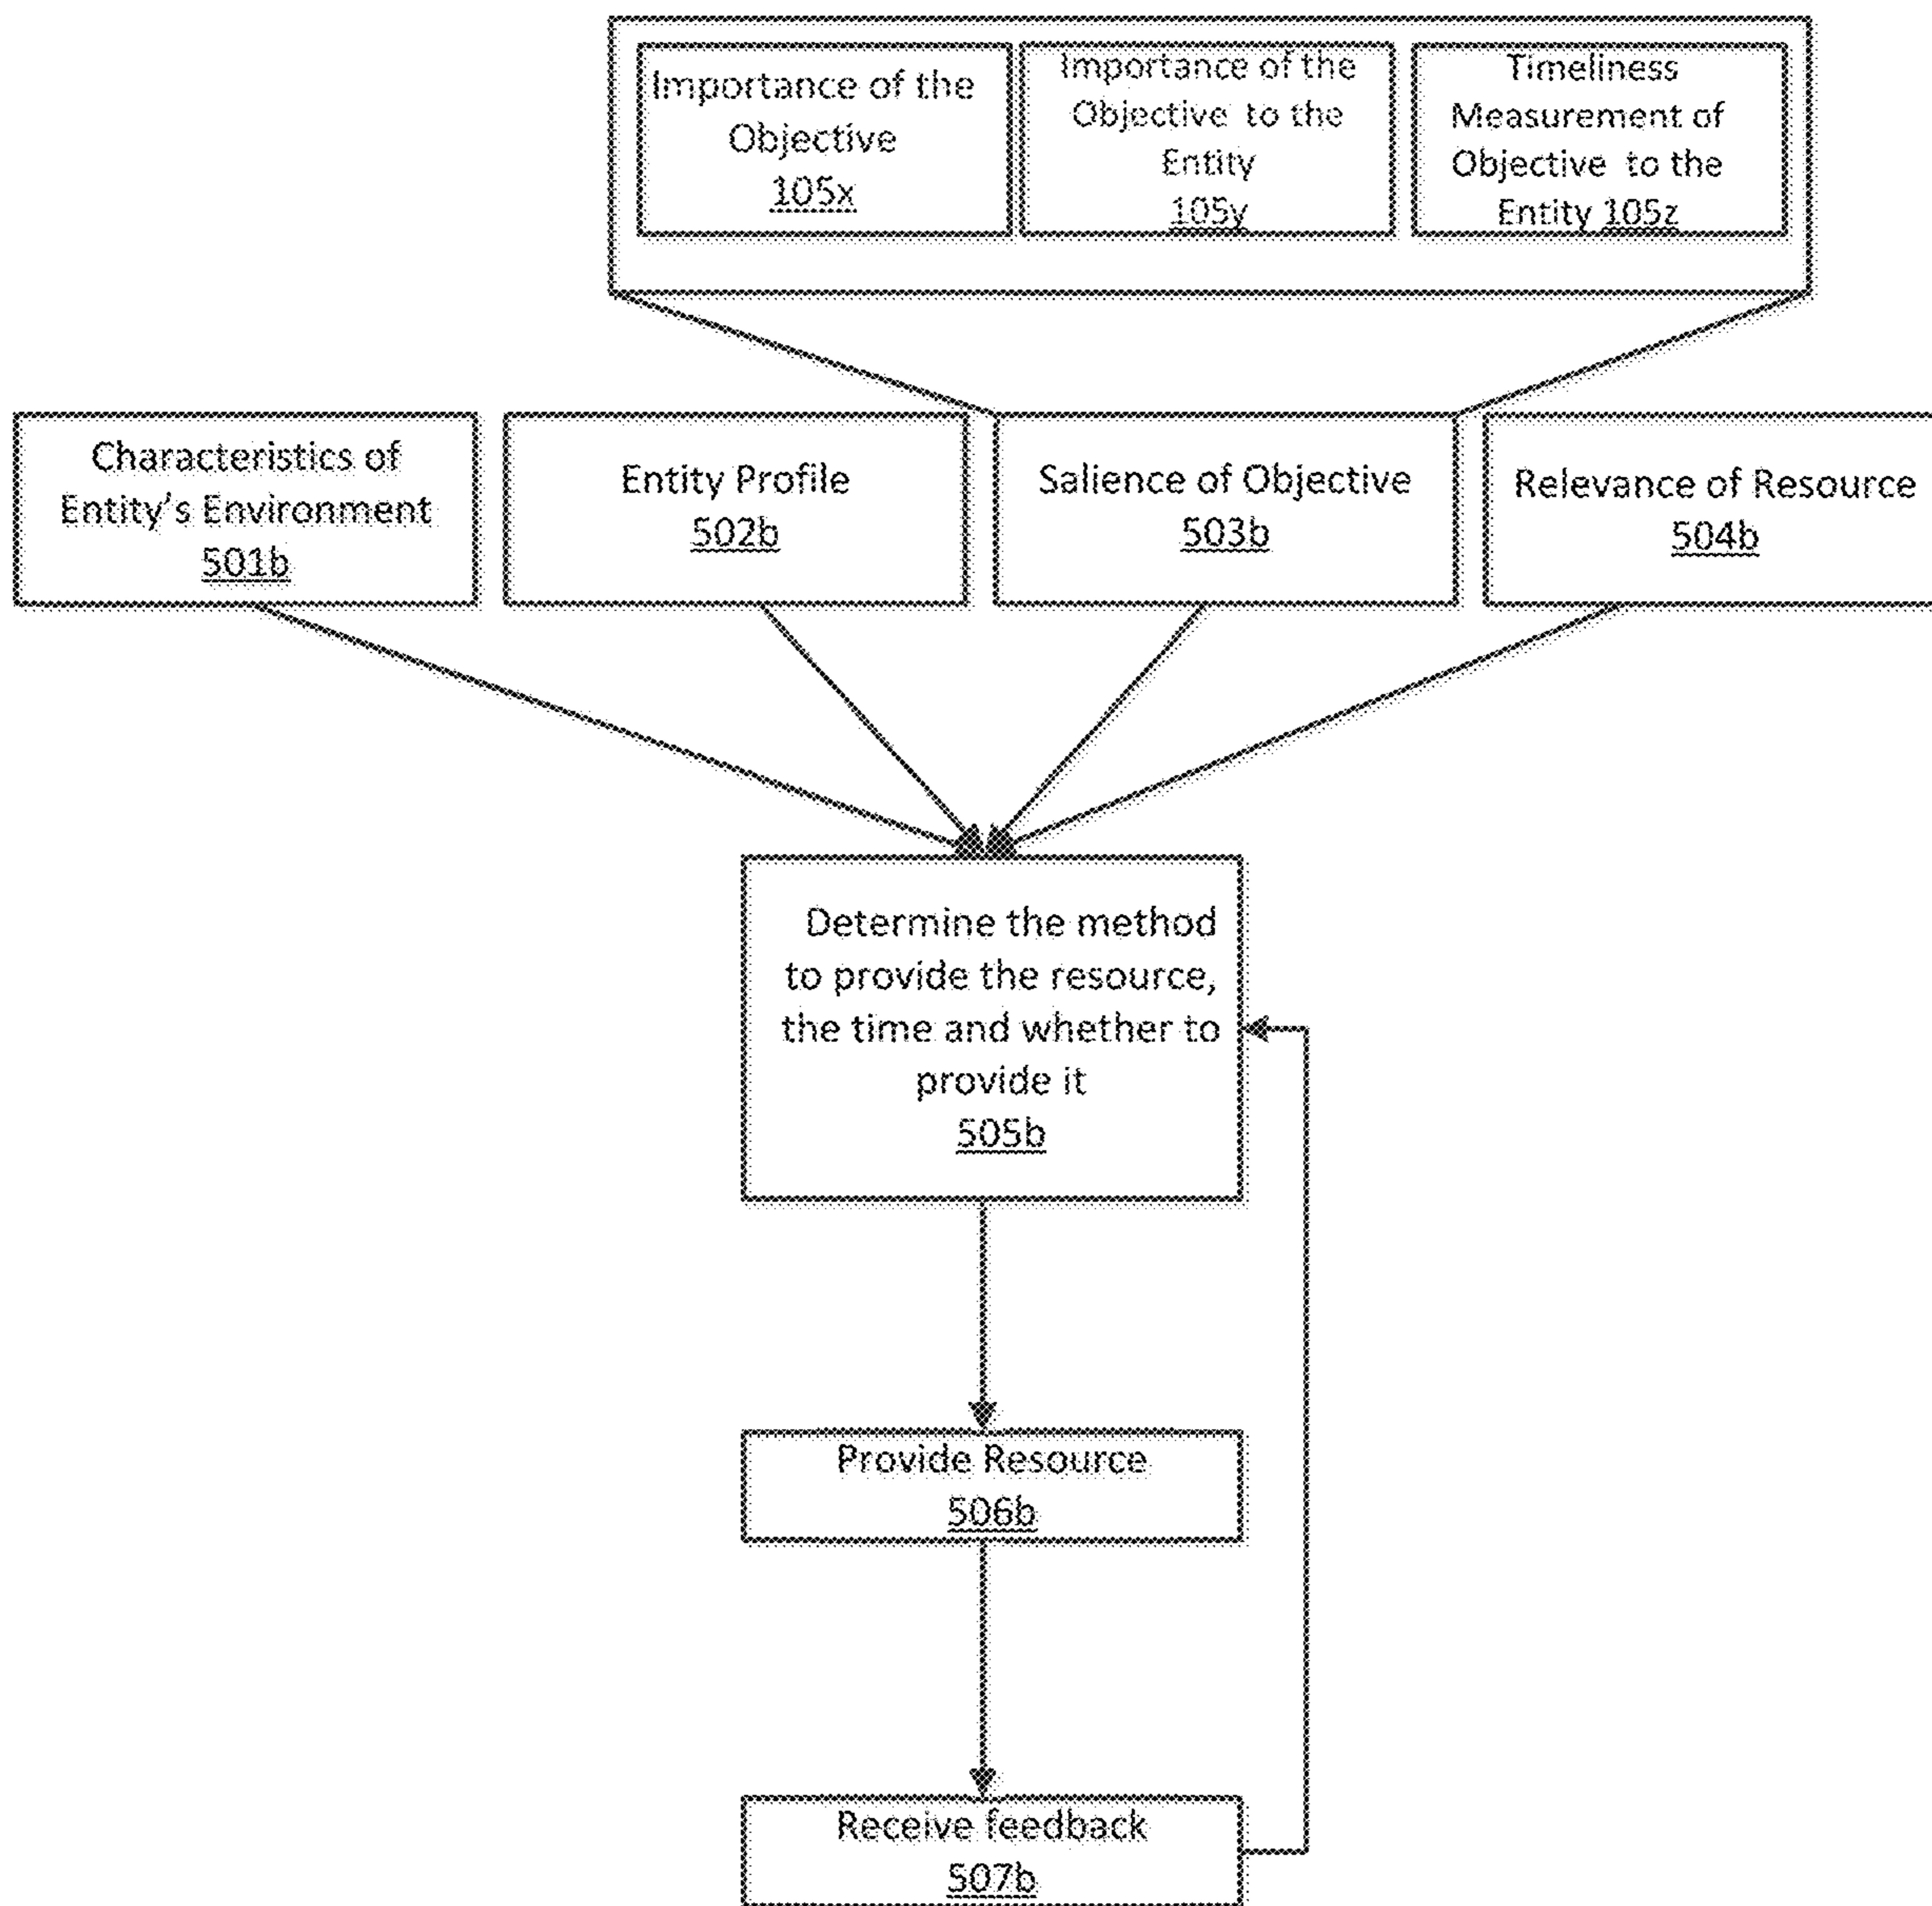 Importance of the
Objective
105x
Importance of the
Objective to the
Entity
105y
Timeliness
Measurement of
Objective to the
Entity 105z
Characteristics of
Entity's Environment
501b
Entity Profile
502b
Salience of Objective
503b
Relevance of Resource
504b
Determine the method
to provide the resource,
the time and whether to
provide it
505b
Provide Resource
506b
Receive feedback
507b